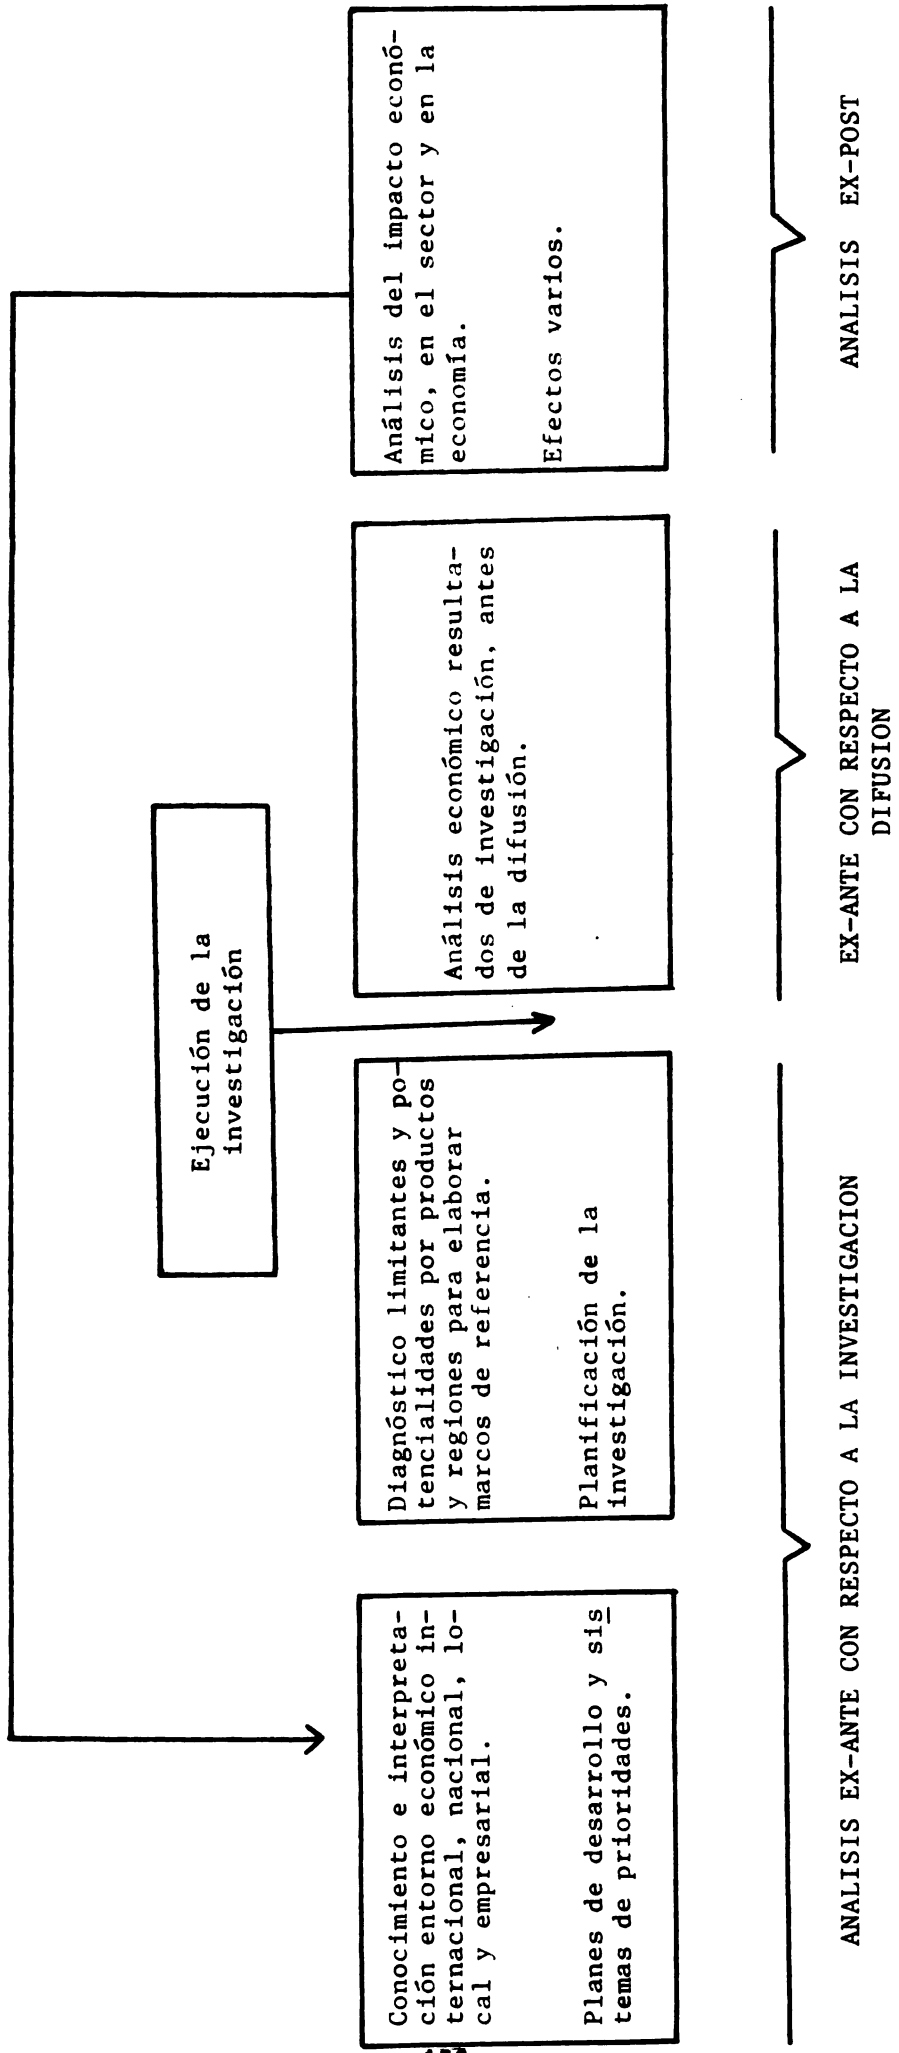 Ejecución de la
investigación
Conocimiento e interpreta-
ción entorno económico in-
ternacional, nacional, lo-
cal y empresarial.
Planes de desarrollo y sis
temas de prioridades.
Diagnóstico limitantes y po-
tencialidades por productos
y regiones para elaborar
marcos de referencia.
Planificación de la
investigación.
Análisis económico resulta-
dos de investigación, antes
de la difusión.
Análisis del impacto econó-
mico, en el sector y en la
economía.
Efectos varios.
ANALISIS EX-ANTE CON RESPECTO A LA INVESTIGACION
EX-ANTE CON RESPECTO A LA
DIFUSION
ANALISIS EX-POST